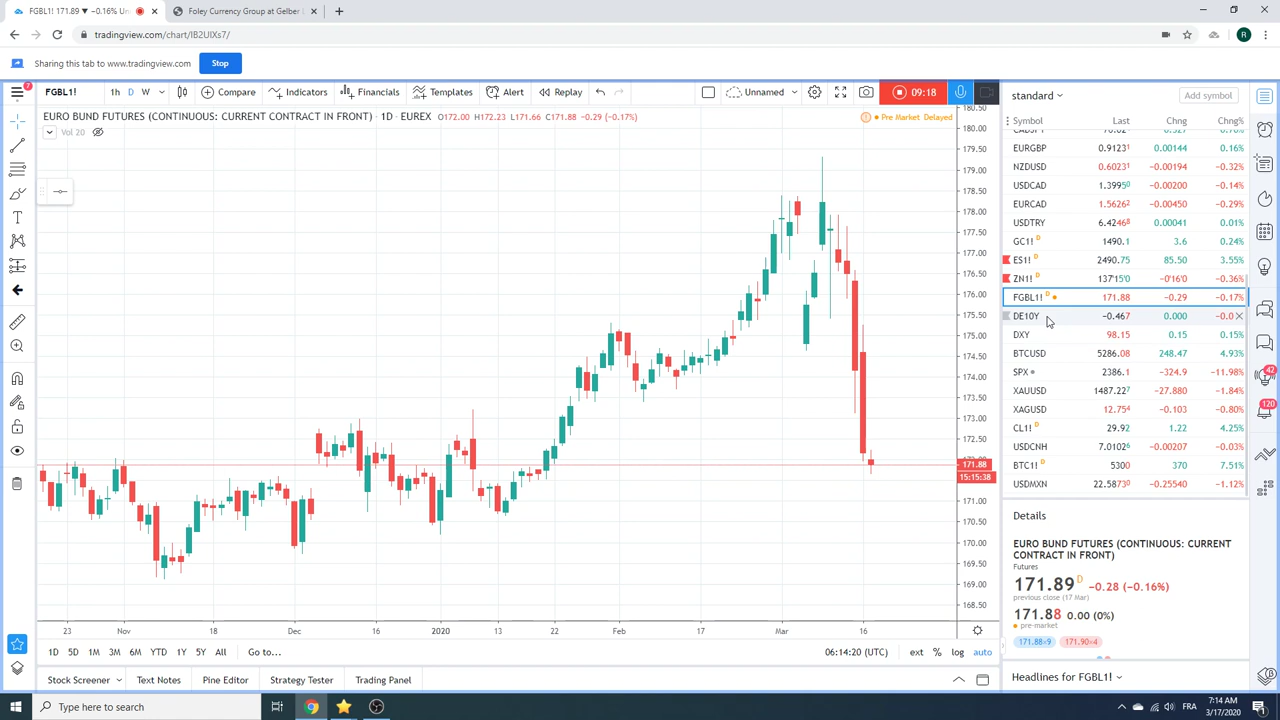 FGBL1! 171.89 ▼ −0.16% Un
Foley Currency Group at Gelber
tradingview.com/chart/IB2UIXs7/
R
Sharing this tab to www.tradingview.com
Stop
7
FGBL1!
1h D W
Compare
Indicators
Financials
Templates
Alert
Replay
Unnamed
09:18
EURO BUND FUTURES (CONTINUOUS: CURRENT CONTRACT IN FRONT) · 1D · EUREX O172.00 H172.23 L171.66 C171.88 −0.29 (−0.17%)
Pre Market Delayed
Vol 20
180.50
180.00
179.50
179.00
178.50
178.00
177.50
177.00
176.50
176.00
175.50
175.00
174.50
174.00
173.50
173.00
172.50
171.88
15:15:38
171.00
170.50
170.00
169.50
169.00
168.50
23 Nov 18 Dec 16 2020 13 22 Feb 17 Mar 16
1D 5D 1M 3M 6M YTD 1Y 5Y All Go to...
06:14:20 (UTC) ext % log auto
Stock Screener Text Notes Pine Editor Strategy Tester Trading Panel
standard
Add symbol
Symbol Last Chng Chng%
EURGBP 0.91231 0.00144 0.16%
NZDUSD 0.60231 −0.00194 −0.32%
USDCAD 1.39950 −0.00200 −0.14%
EURCAD 1.56262 −0.00450 −0.29%
USDTRY 6.42468 0.00041 0.01%
GC1! D 1490.1 3.6 0.24%
ES1! D 2490.75 85.50 3.55%
ZN1! D 137'15'0 −0'16'0 −0.36%
FGBL1! D 171.88 −0.29 −0.17%
DE10Y −0.467 0.000 −0.0
DXY 98.15 0.15 0.15%
BTCUSD 5286.08 248.47 4.93%
SPX 2386.1 −324.9 −11.98%
XAUUSD 1487.227 −27.880 −1.84%
XAGUSD 12.754 −0.103 −0.80%
CL1! D 29.92 1.22 4.25%
USDCNH 7.01026 −0.00207 −0.03%
BTC1! D 5300 370 7.51%
USDMXN 22.58730 −0.25540 −1.12%
Details
EURO BUND FUTURES (CONTINUOUS: CURRENT
CONTRACT IN FRONT)
Futures
171.89 D −0.28 (−0.16%)
previous close (17 Mar)
171.88 0.00 (0%)
pre-market
171.88×9 171.90×4
Headlines for FGBL1!
42
120
Type here to search
FRA
7:14 AM
3/17/2020
1